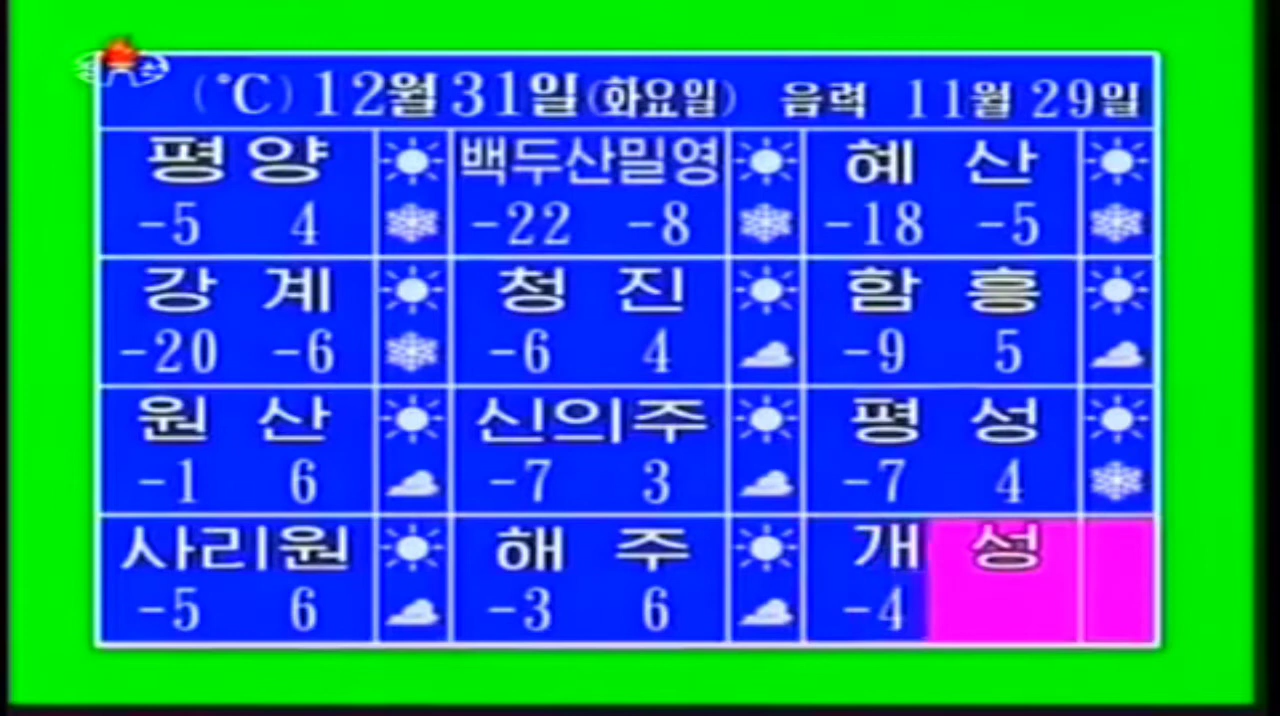 (℃) 12월 31일 (화요일) 음력 11월 29일
평양 백두산밀영 혜산
-5 4 -22 -8 -18 -5
강계 청진 함흥
-20 -6 -6 4 -9 5
원산 신의주 평성
-1 6 -7 3 -7 4
사리원 해주 개성
-5 6 -3 6 -4